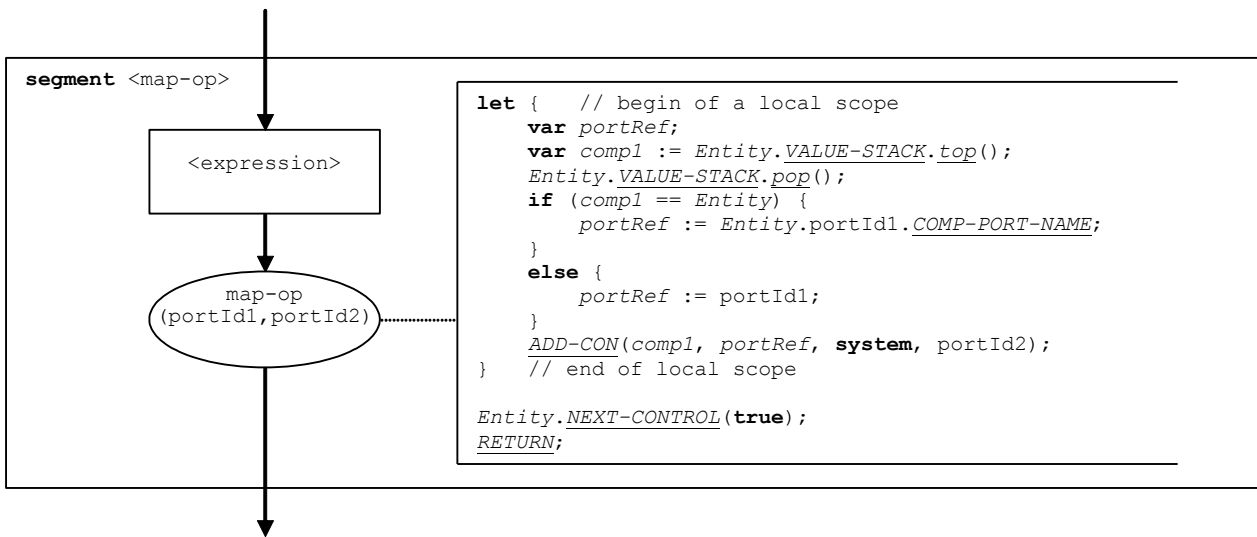 segment <map-op>
<expression>
map-op
(portId1,portId2)
let { // begin of a local scope
var portRef;
var comp1 := Entity.VALUE-STACK.top();
Entity.VALUE-STACK.pop();
if (comp1 == Entity) {
portRef := Entity.portId1.COMP-PORT-NAME;
}
else {
portRef := portId1;
}
ADD-CON(comp1, portRef, system, portId2);
} // end of local scope
Entity.NEXT-CONTROL(true);
RETURN;